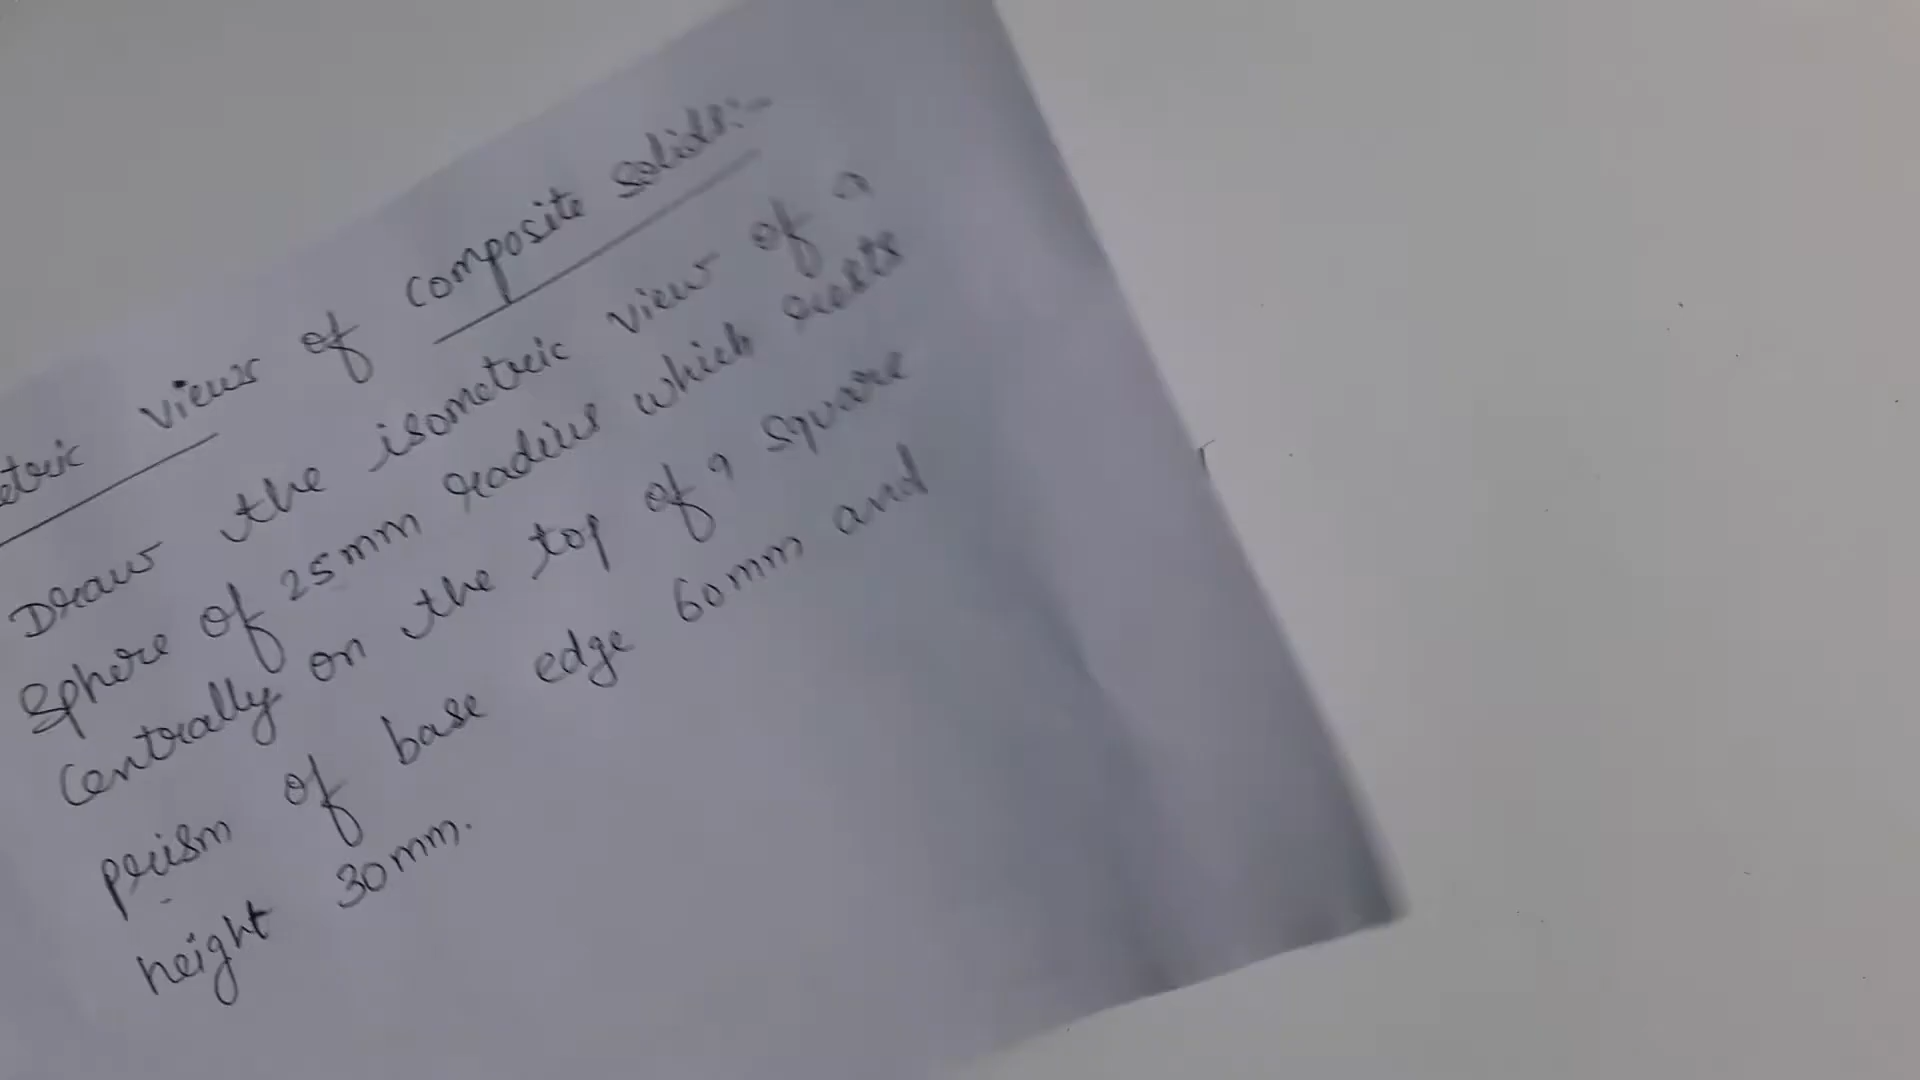 views of composite solids:-
Draw the isometric view of a
Sphere of 25mm radius which rests
Centrally on the top of a square
prism of base edge 60mm and
height 30mm.